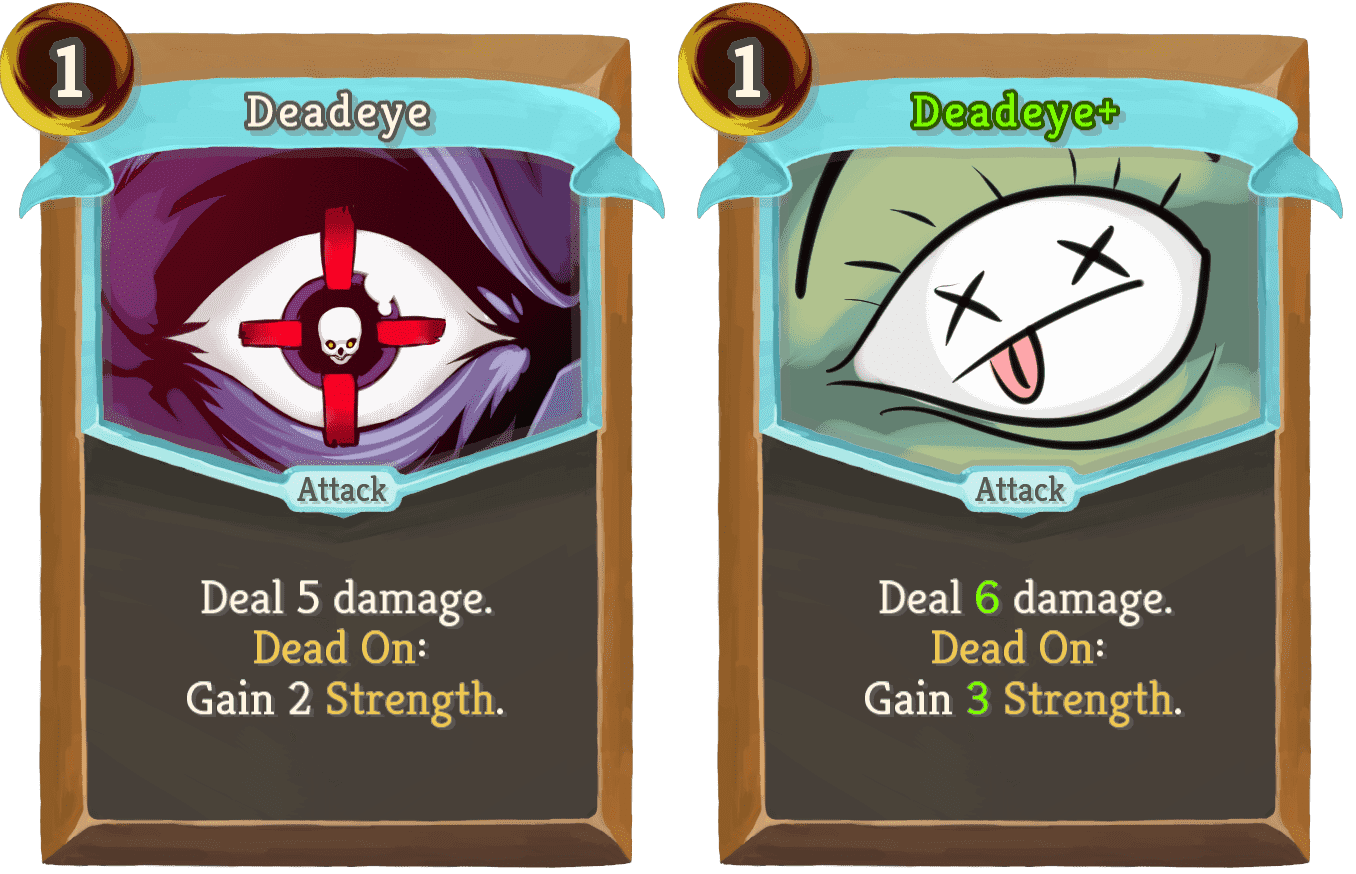 1
Deadeye
Attack
Deal 5 damage.
Dead On:
Gain 2 Strength.
1
Deadeye+
Attack
Deal 6 damage.
Dead On:
Gain 3 Strength.